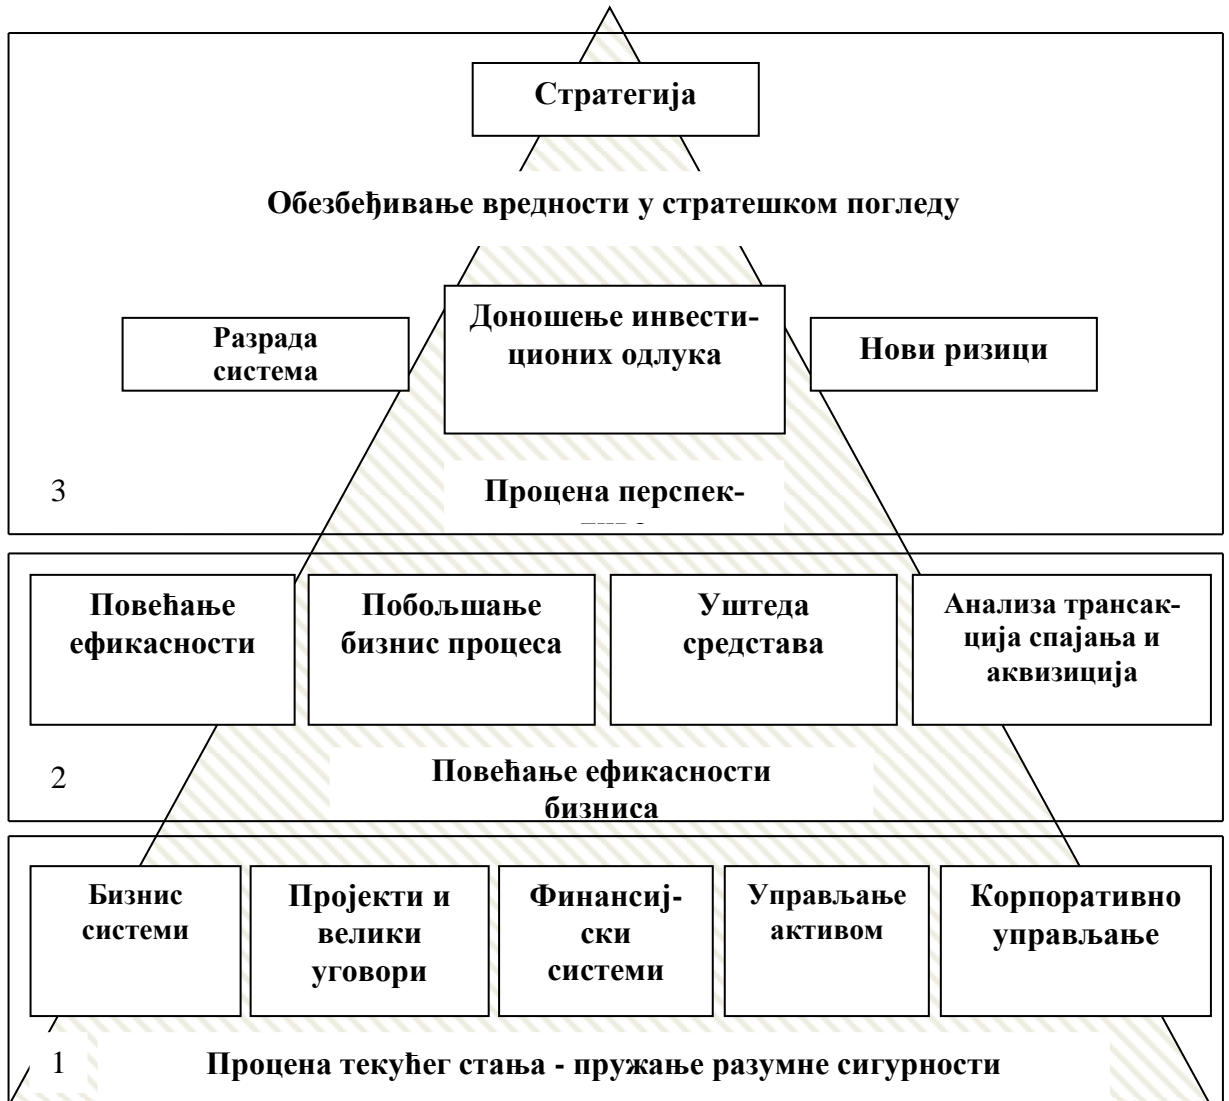 Стратегија
Обезбеђивање вредности у стратешком погледу
Разрада
система
Доношење инвести-
ционих одлука
Нови ризици
3
Процена перспек-
Повећање
ефикасности
Побољшање
бизнис процеса
Уштеда
средстава
Анализа трансак-
ција спајања и
аквизиција
2
Повећање ефикасности
бизниса
Бизнис
системи
Пројекти и
велики
уговори
Финансиј-
ски
системи
Управљање
активом
Корпоративно
управљање
1
Процена текућег стања - пружање разумне сигурности